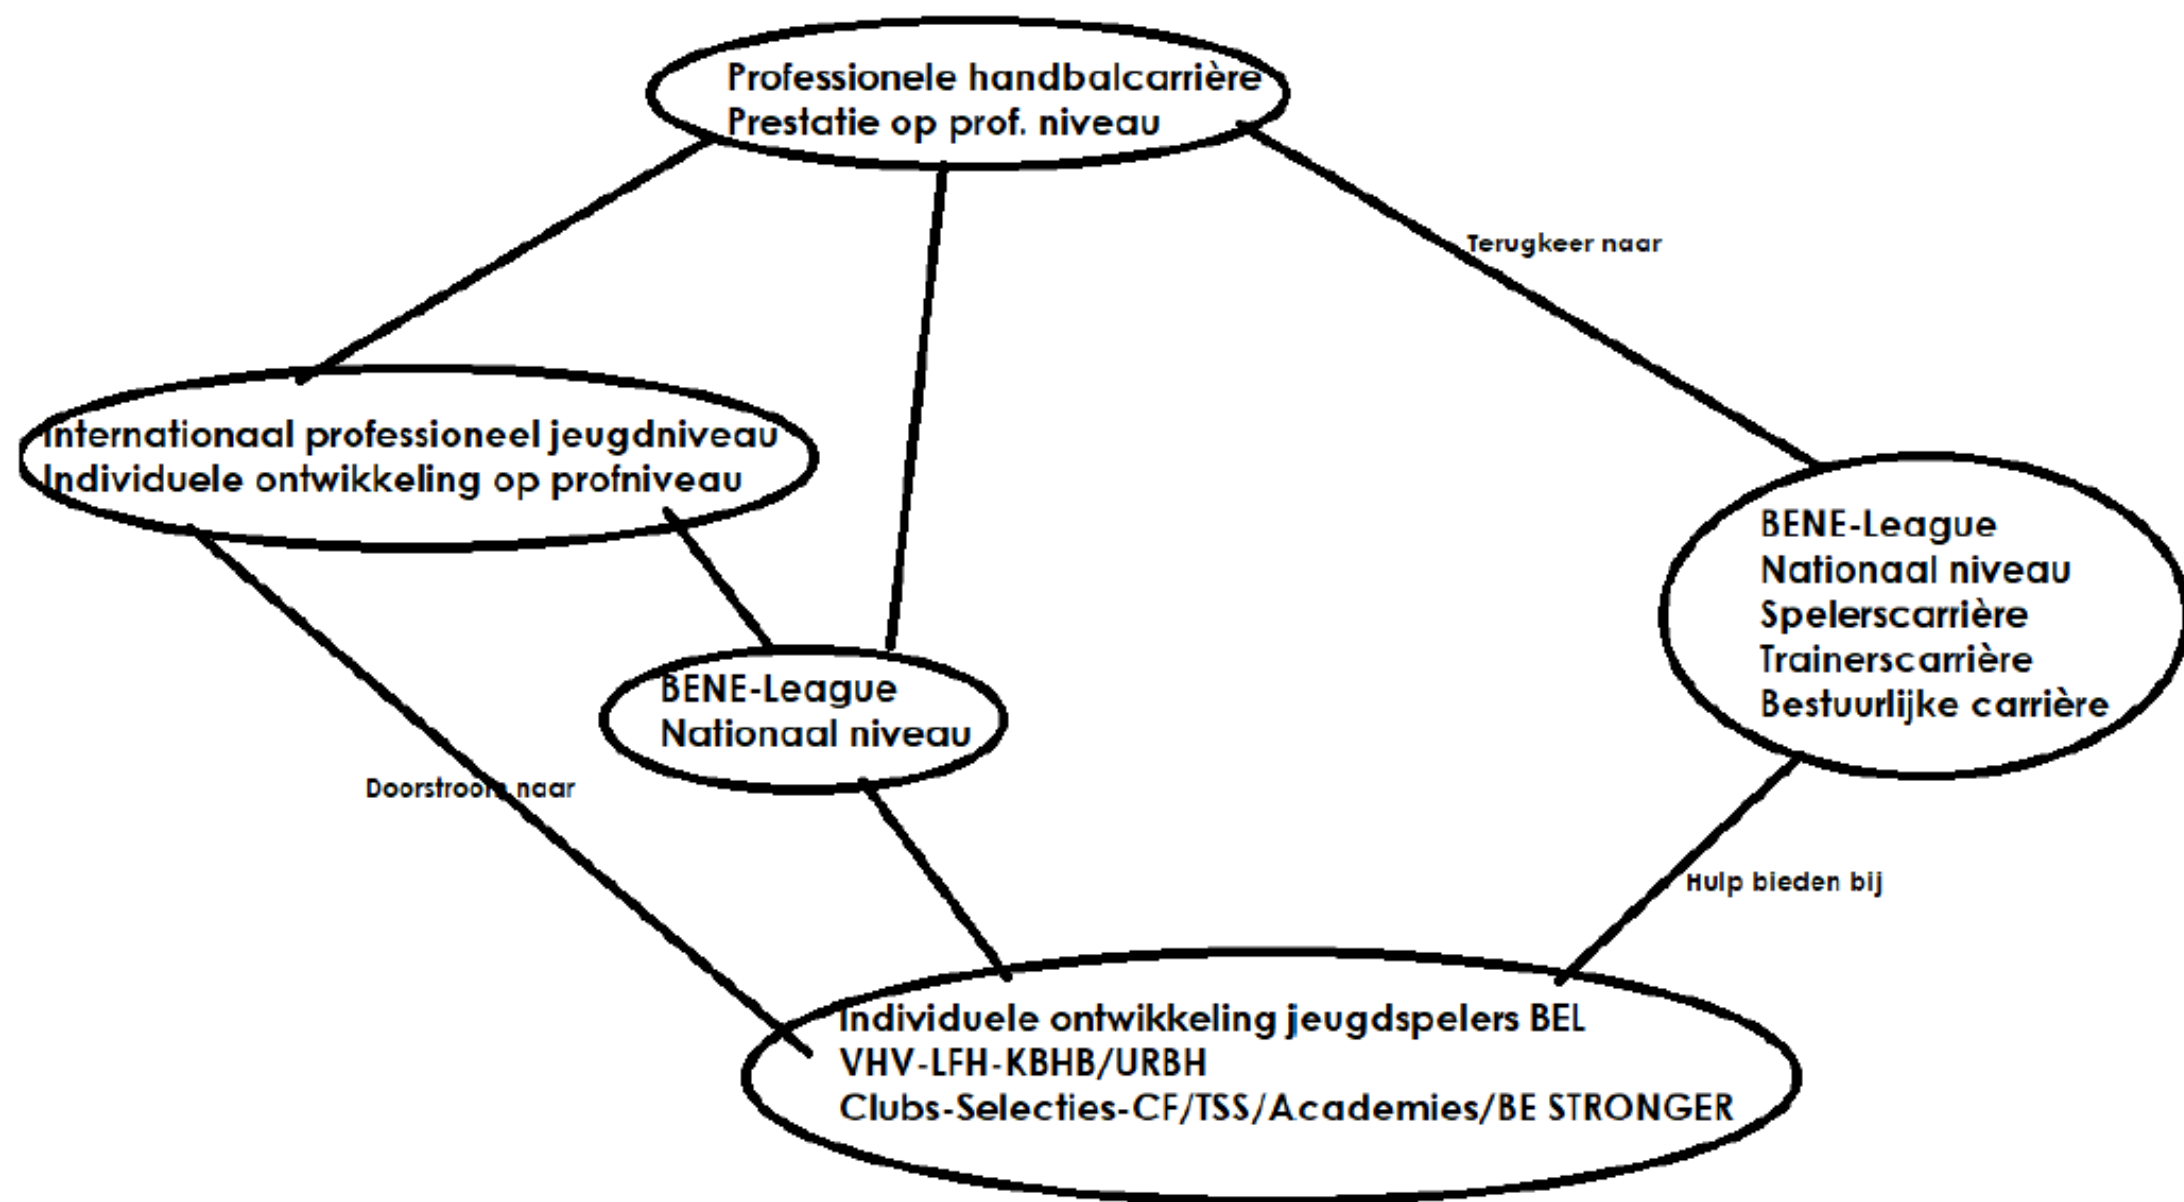 Professionele handbalcarrière
Prestatie op prof. niveau
Terugkeer naar
Internationaal professioneel jeugdniveau
Individuele ontwikkeling op profniveau
BENE-League
Nationaal niveau
Spelerscarrière
Trainerscarrière
Bestuurlijke carrière
BENE-League
Nationaal niveau
Doorstroom naar
Hulp bieden bij
Individuele ontwikkeling jeugdspelers BEL
VHV-LFH-KBHB/URBH
Clubs-Selecties-CF/TSS/Academies/BE STRONGER